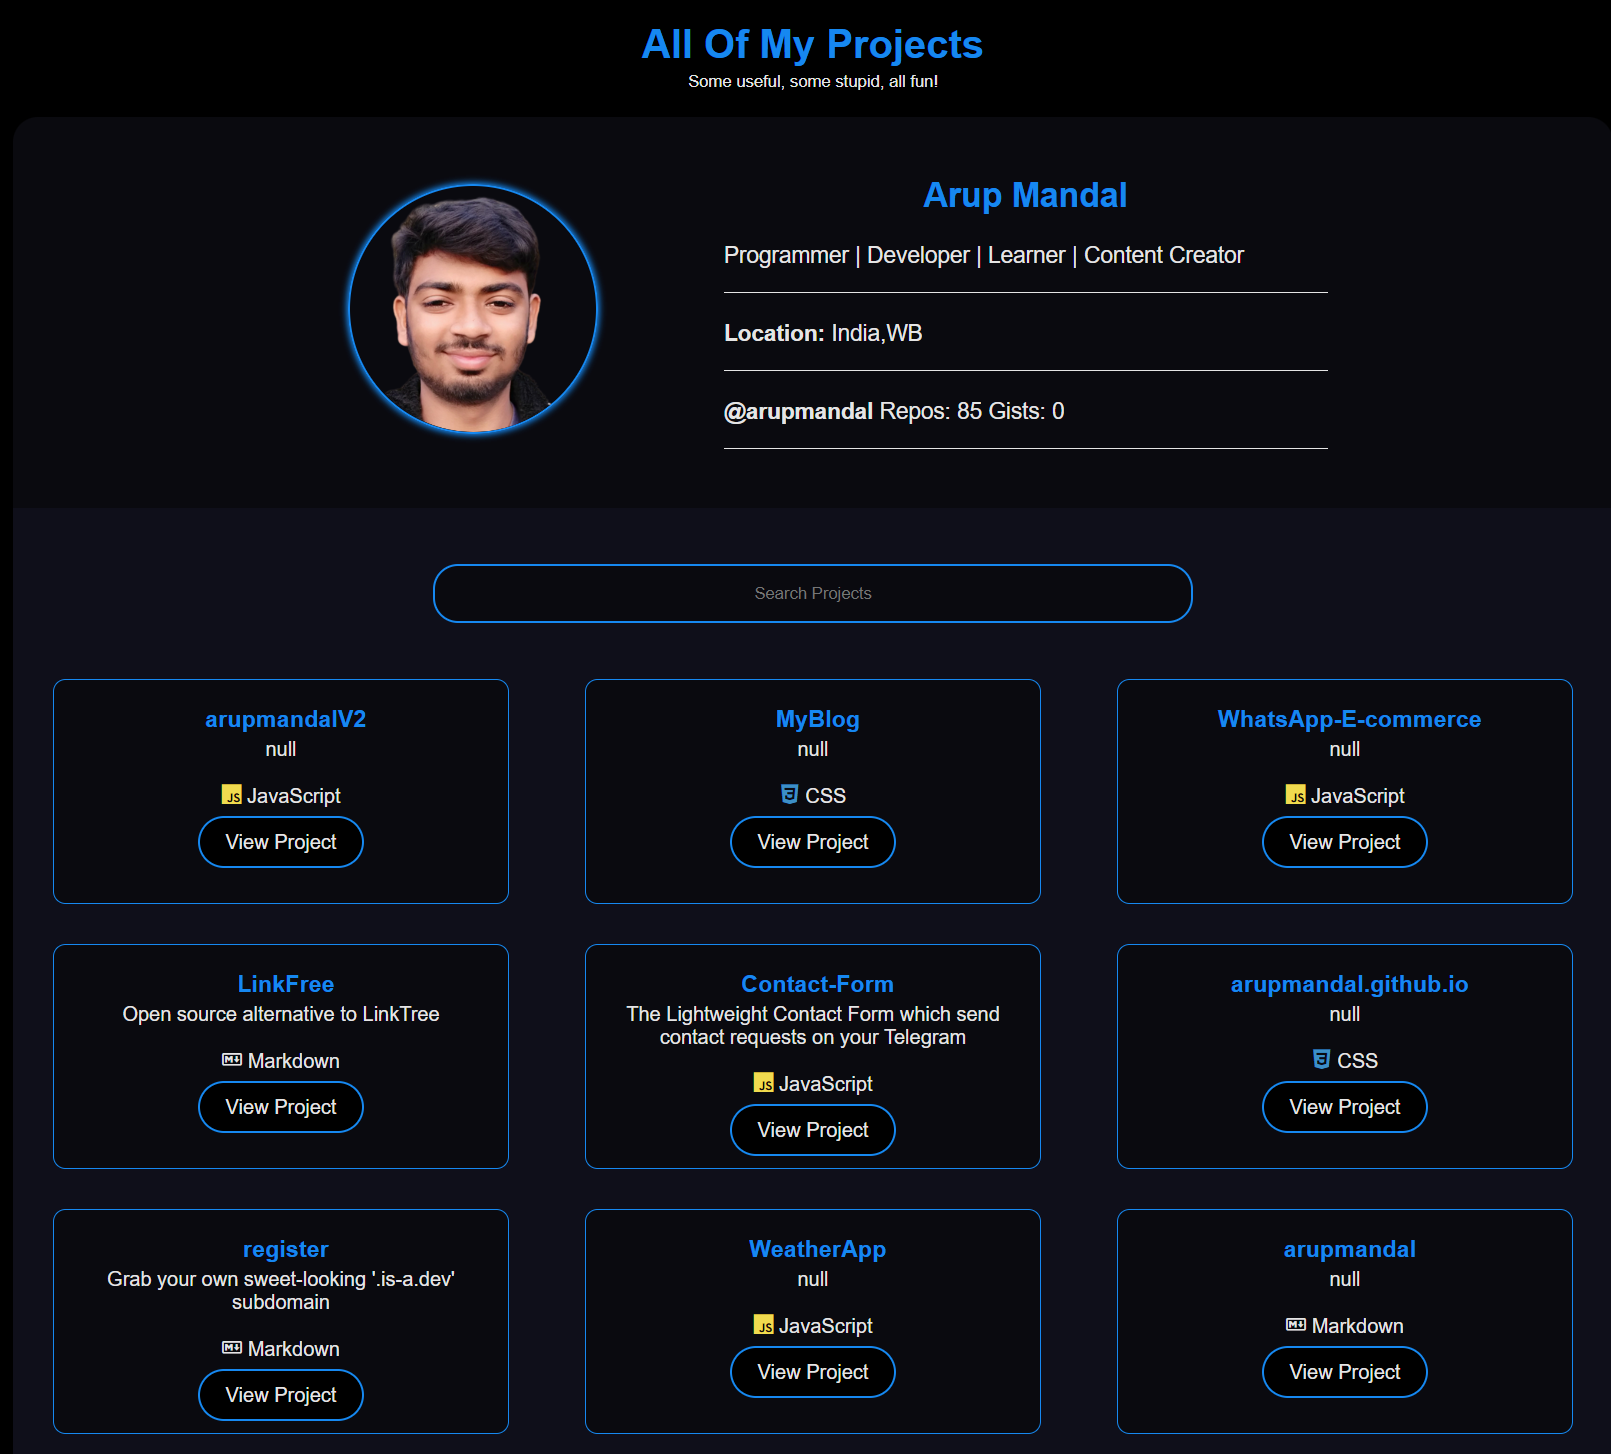 All Of My Projects
Some useful, some stupid, all fun!
Arup Mandal
Programmer | Developer | Learner | Content Creator
Location: India,WB
@arupmandal Repos: 85 Gists: 0
Search Projects
arupmandalV2
null
JS JavaScript
View Project
MyBlog
null
CSS
View Project
WhatsApp-E-commerce
null
JS JavaScript
View Project
LinkFree
Open source alternative to LinkTree
Markdown
View Project
Contact-Form
The Lightweight Contact Form which send
contact requests on your Telegram
JS JavaScript
View Project
arupmandal.github.io
null
CSS
View Project
register
Grab your own sweet-looking '.is-a.dev'
subdomain
Markdown
View Project
WeatherApp
null
JS JavaScript
View Project
arupmandal
null
Markdown
View Project